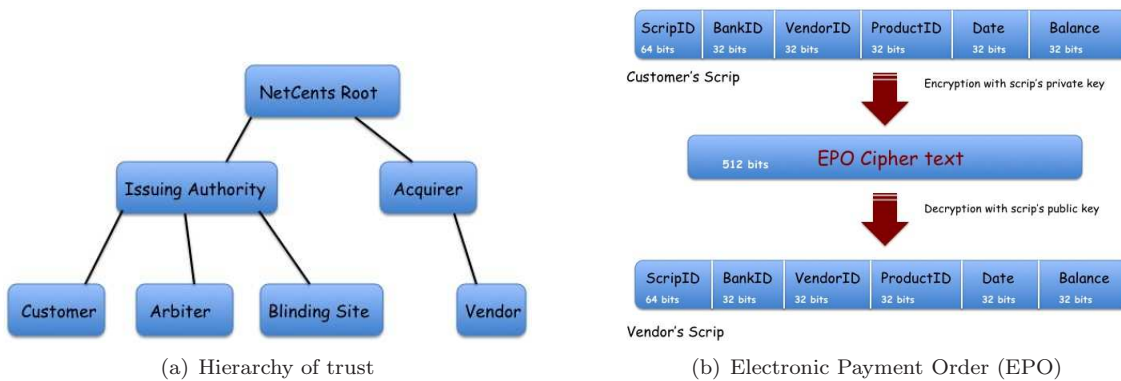 NetCents Root
Issuing Authority Acquirer
Customer Arbiter Blinding Site Vendor
(a) Hierarchy of trust
ScripID BankID VendorID ProductID Date Balance
64 bits 32 bits 32 bits 32 bits 32 bits 32 bits
Customer's Scrip
Encryption with scrip's private key
512 bits EPO Cipher text
Decryption with scrip's public key
ScripID BankID VendorID ProductID Date Balance
64 bits 32 bits 32 bits 32 bits 32 bits 32 bits
Vendor's Scrip
(b) Electronic Payment Order (EPO)